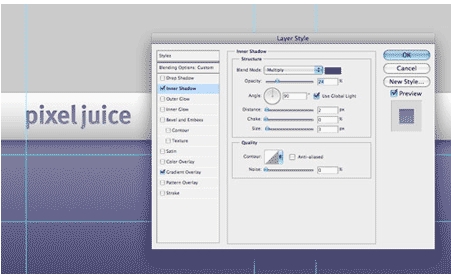 Layer Style
pixel juice
Styles
Blending Options: Custom
Drop Shadow
Inner Shadow
Outer Glow
Inner Glow
Bevel and Emboss
Contour
Texture
Satin
Color Overlay
Gradient Overlay
Pattern Overlay
Stroke
Inner Shadow
Structure
Blend Mode: Multiply
Opacity: 24 %
Angle: 90 ° Use Global Light
Distance: px
Choke: 0 %
Size: px
Quality
Contour: Anti-aliased
Noise: 0 %
OK
Cancel
New Style...
Preview